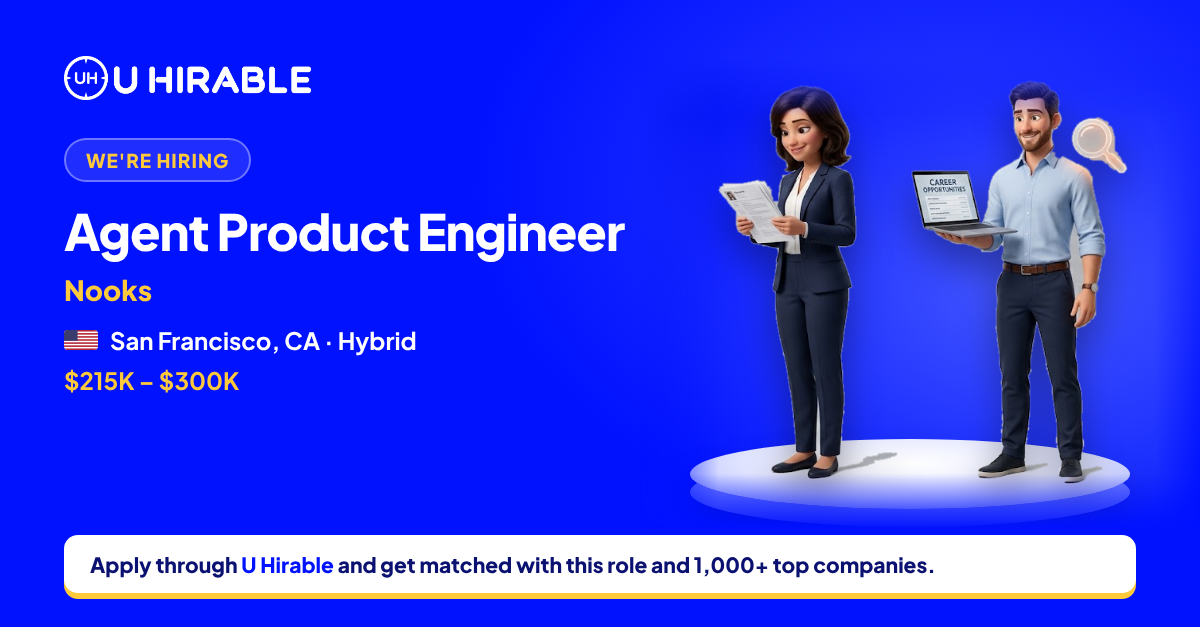 UH U HIRABLE
WE'RE HIRING
Agent Product Engineer
Nooks
San Francisco, CA · Hybrid
$215K – $300K
CAREER
OPPORTUNITIES
Apply through U Hirable and get matched with this role and 1,000+ top companies.